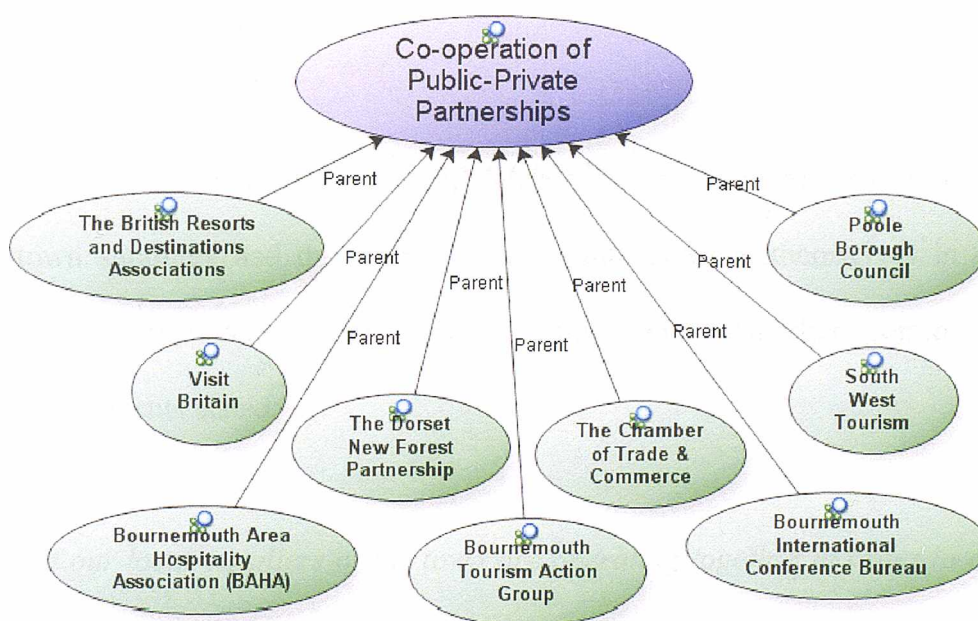 Co-operation of
Public-Private
Partnerships
Parent
Parent
The British Resorts
and Destinations
Associations
Poole
Borough
Council
Parent
Parent
Parent
Parent
Parent
Parent
Parent
Visit
Britain
South
West
Tourism
The Dorset
New Forest
Partnership
The Chamber
of Trade &
Commerce
Bournemouth Area
Hospitality
Association (BAHA)
Bournemouth
Tourism Action
Group
Bournemouth
International
Conference Bureau